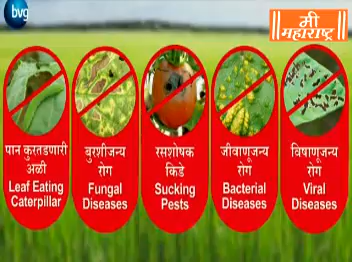 bvg
मी
महाराष्ट्र
पान कुरतडणारी
अळी
Leaf Eating
Caterpillar
बुरशीजन्य
रोग
Fungal
Diseases
रसशोषक
किडे
Sucking
Pests
जीवाणूजन्य
रोग
Bacterial
Diseases
विषाणूजन्य
रोग
Viral
Diseases